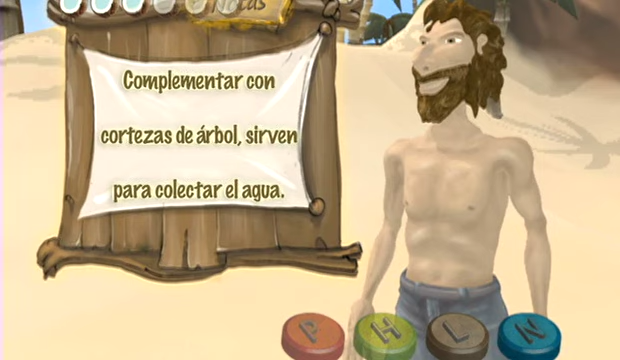 Notas
Complementar con
cortezas de árbol, sirven
para colectar el agua.
P H L N